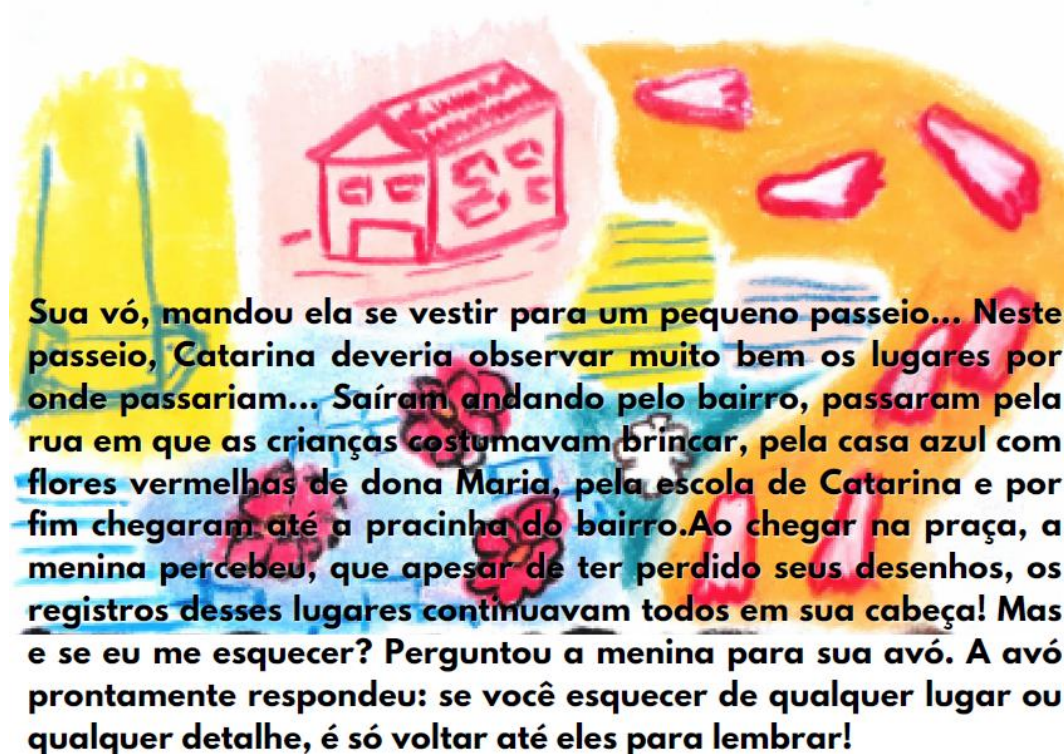 Sua vó, mandou ela se vestir para um pequeno passeio... Neste
passeio, Catarina deveria observar muito bem os lugares por
onde passariam... Saíram andando pelo bairro, passaram pela
rua em que as crianças costumavam brincar, pela casa azul com
flores vermelhas de dona Maria, pela escola de Catarina e por
fim chegaram até a pracinha do bairro.Ao chegar na praça, a
menina percebeu, que apesar de ter perdido seus desenhos, os
registros desses lugares continuavam todos em sua cabeça! Mas
e se eu me esquecer? Perguntou a menina para sua avó. A avó
prontamente respondeu: se você esquecer de qualquer lugar ou
qualquer detalhe, é só voltar até eles para lembrar!